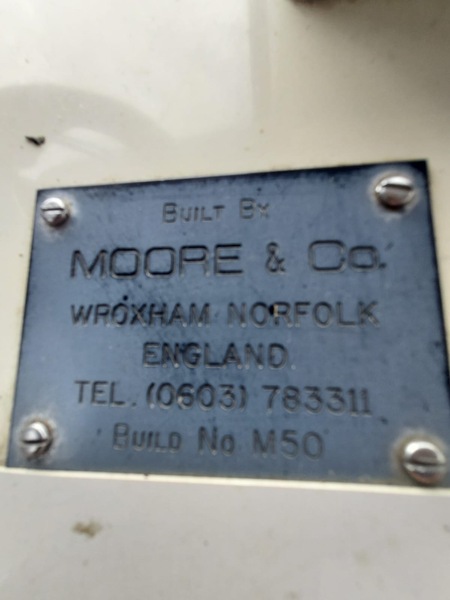 BUILT BY
MOORE & Co.
WROXHAM NORFOLK
ENGLAND.
TEL. (0603) 783311
BUILD No M50